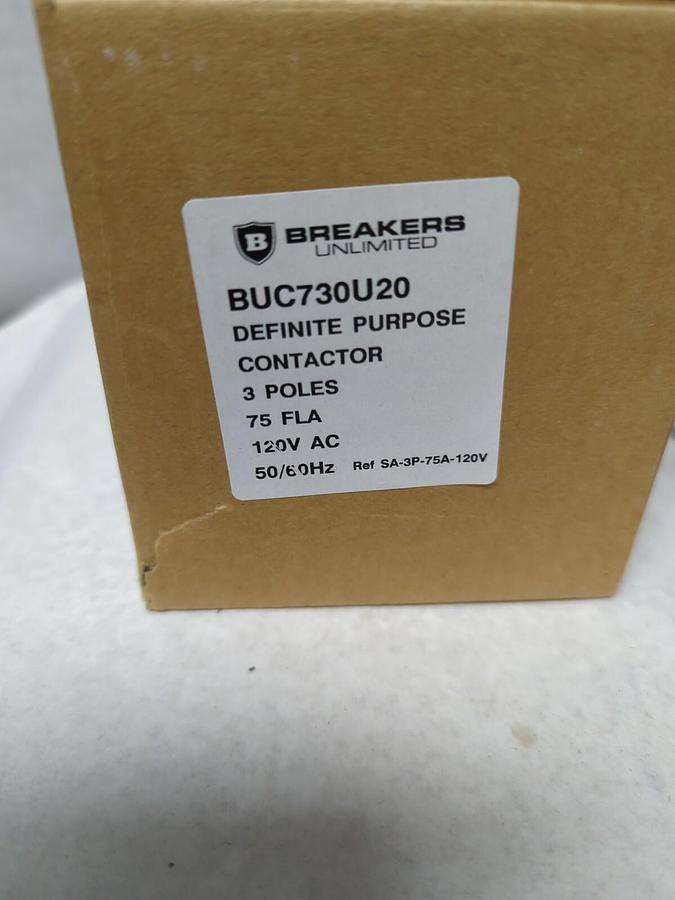 B BREAKERS
UNLIMITED
BUC730U20
DEFINITE PURPOSE
CONTACTOR
3 POLES
75 FLA
120V AC
50/60Hz Ref SA-3P-75A-120V